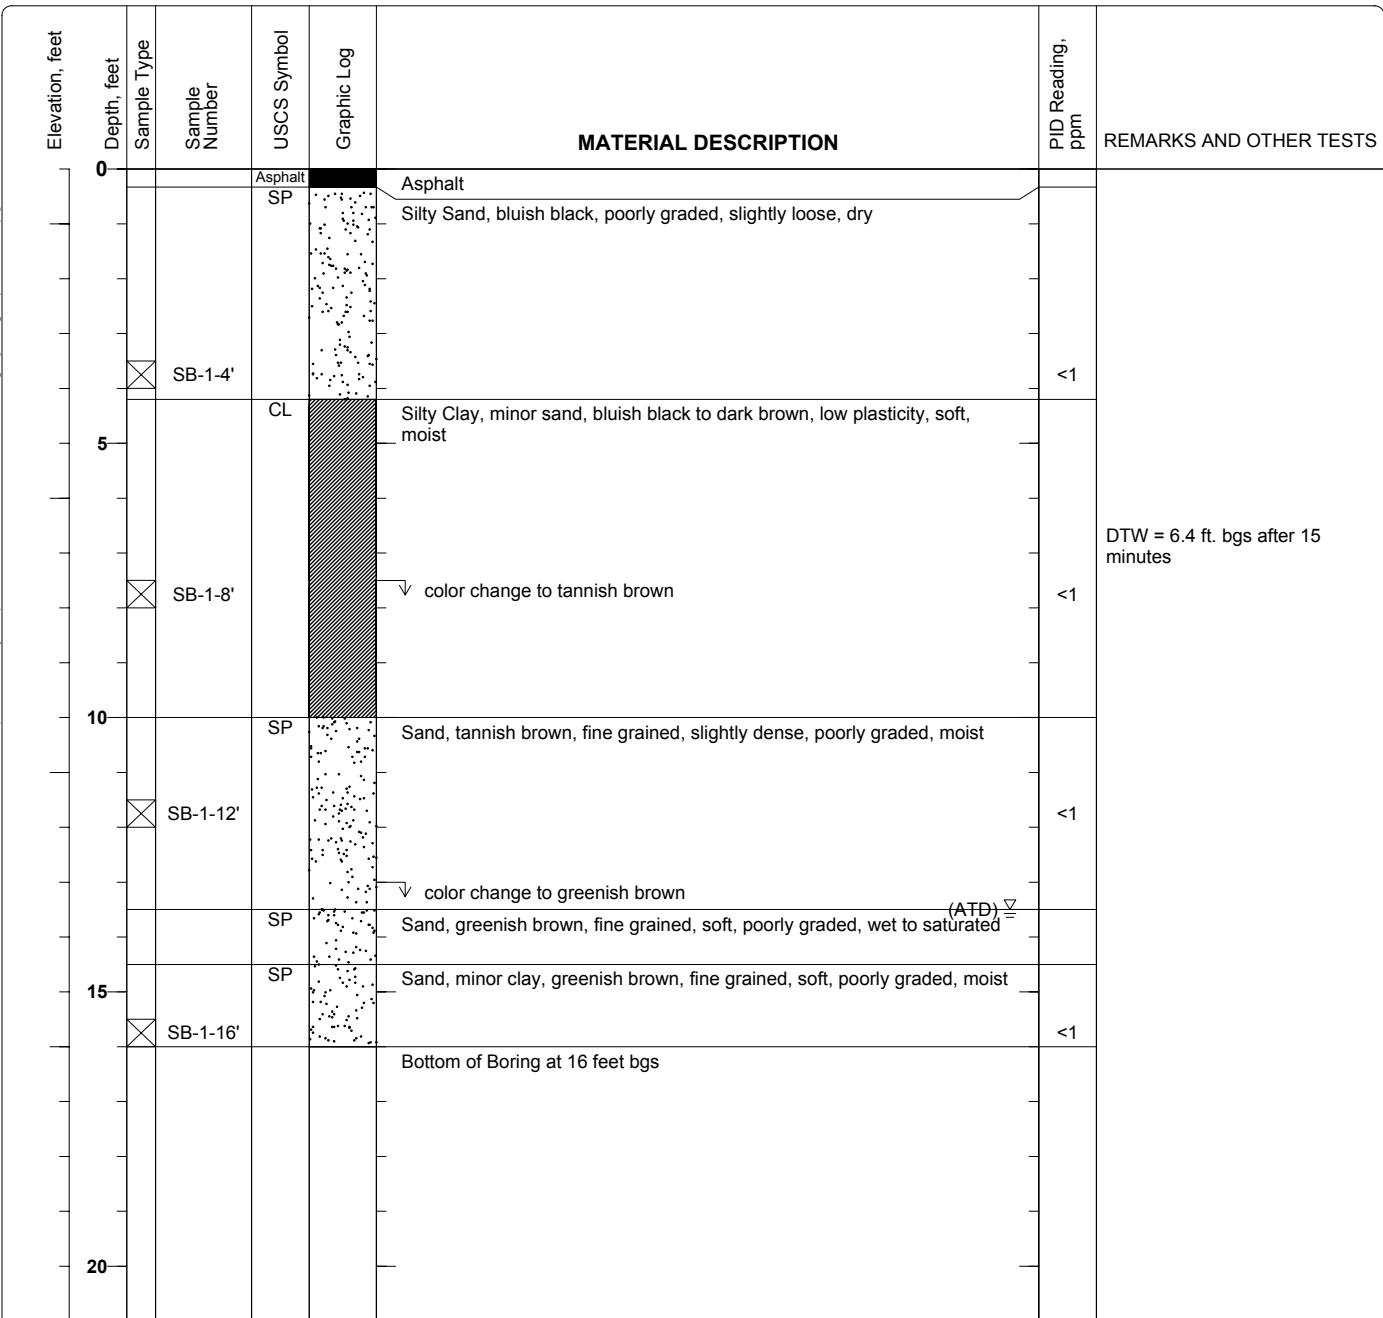 Elevation, feet
Depth, feet
Sample Type
Sample
Number
USCS Symbol
Graphic Log
MATERIAL DESCRIPTION
PID Reading,
ppm
REMARKS AND OTHER TESTS
0
Asphalt
Asphalt
SP
Silty Sand, bluish black, poorly graded, slightly loose, dry
SB-1-4'
<1
CL
Silty Clay, minor sand, bluish black to dark brown, low plasticity, soft,
moist
5
DTW = 6.4 ft. bgs after 15
minutes
SB-1-8'
color change to tannish brown
<1
10
SP
Sand, tannish brown, fine grained, slightly dense, poorly graded, moist
SB-1-12'
<1
color change to greenish brown
(ATD)
SP
Sand, greenish brown, fine grained, soft, poorly graded, wet to saturated
SP
Sand, minor clay, greenish brown, fine grained, soft, poorly graded, moist
15
SB-1-16'
<1
Bottom of Boring at 16 feet bgs
20